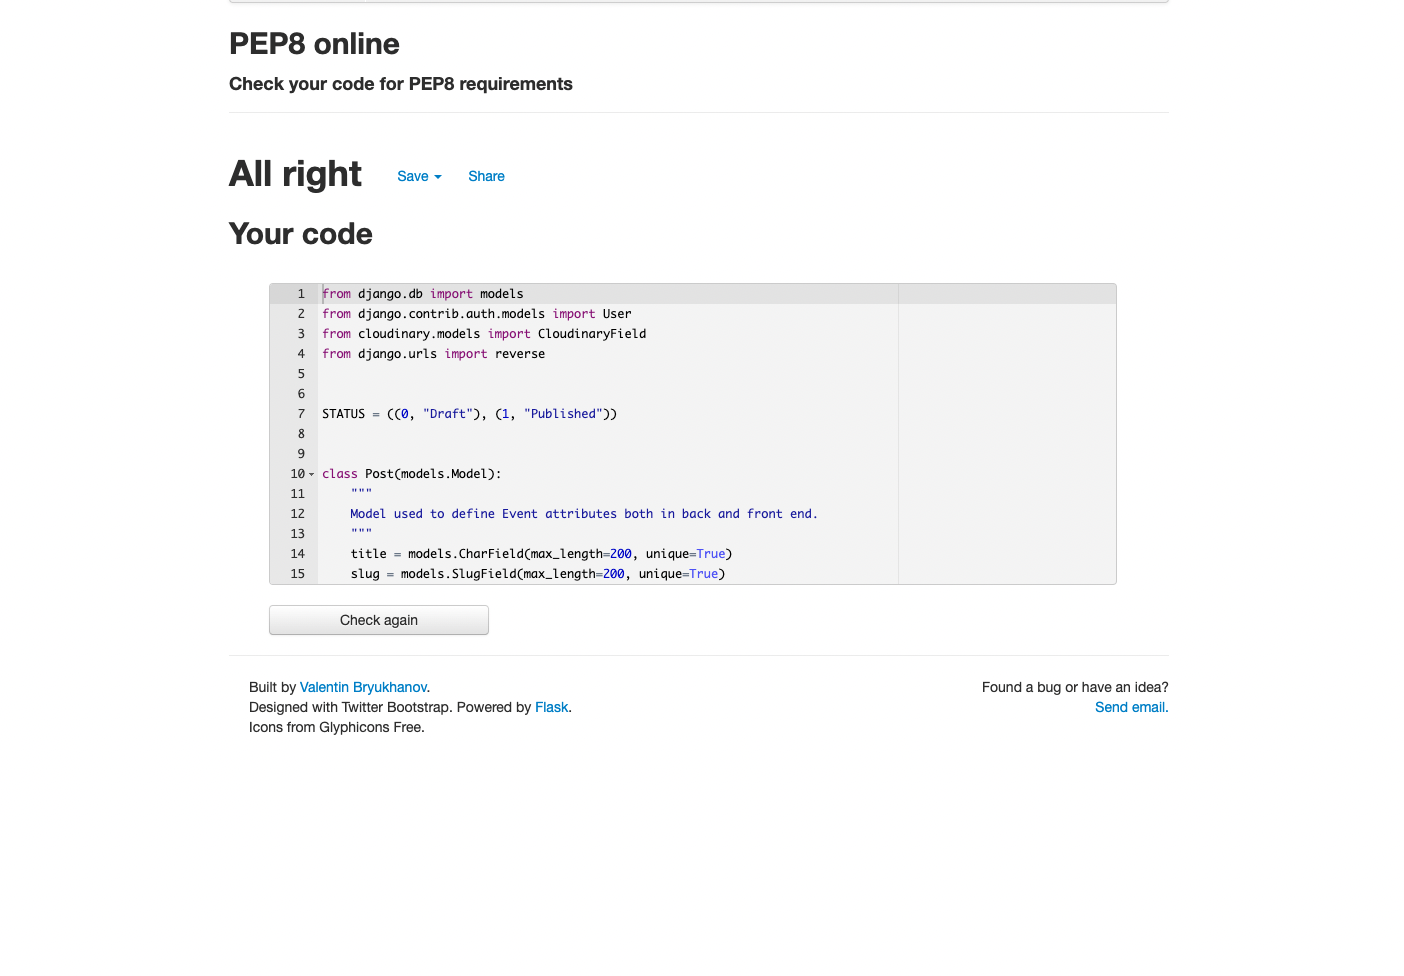 PEP8 online
Check your code for PEP8 requirements
All right
Save
Share
Your code
1 from django.db import models
2 from django.contrib.auth.models import User
3 from cloudinary.models import CloudinaryField
4 from django.urls import reverse
5
6
7 STATUS = ((0, "Draft"), (1, "Published"))
8
9
10 class Post(models.Model):
11     """
12     Model used to define Event attributes both in back and front end.
13     """
14     title = models.CharField(max_length=200, unique=True)
15     slug = models.SlugField(max_length=200, unique=True)
Check again
Built by Valentin Bryukhanov.
Designed with Twitter Bootstrap. Powered by Flask.
Icons from Glyphicons Free.
Found a bug or have an idea?
Send email.